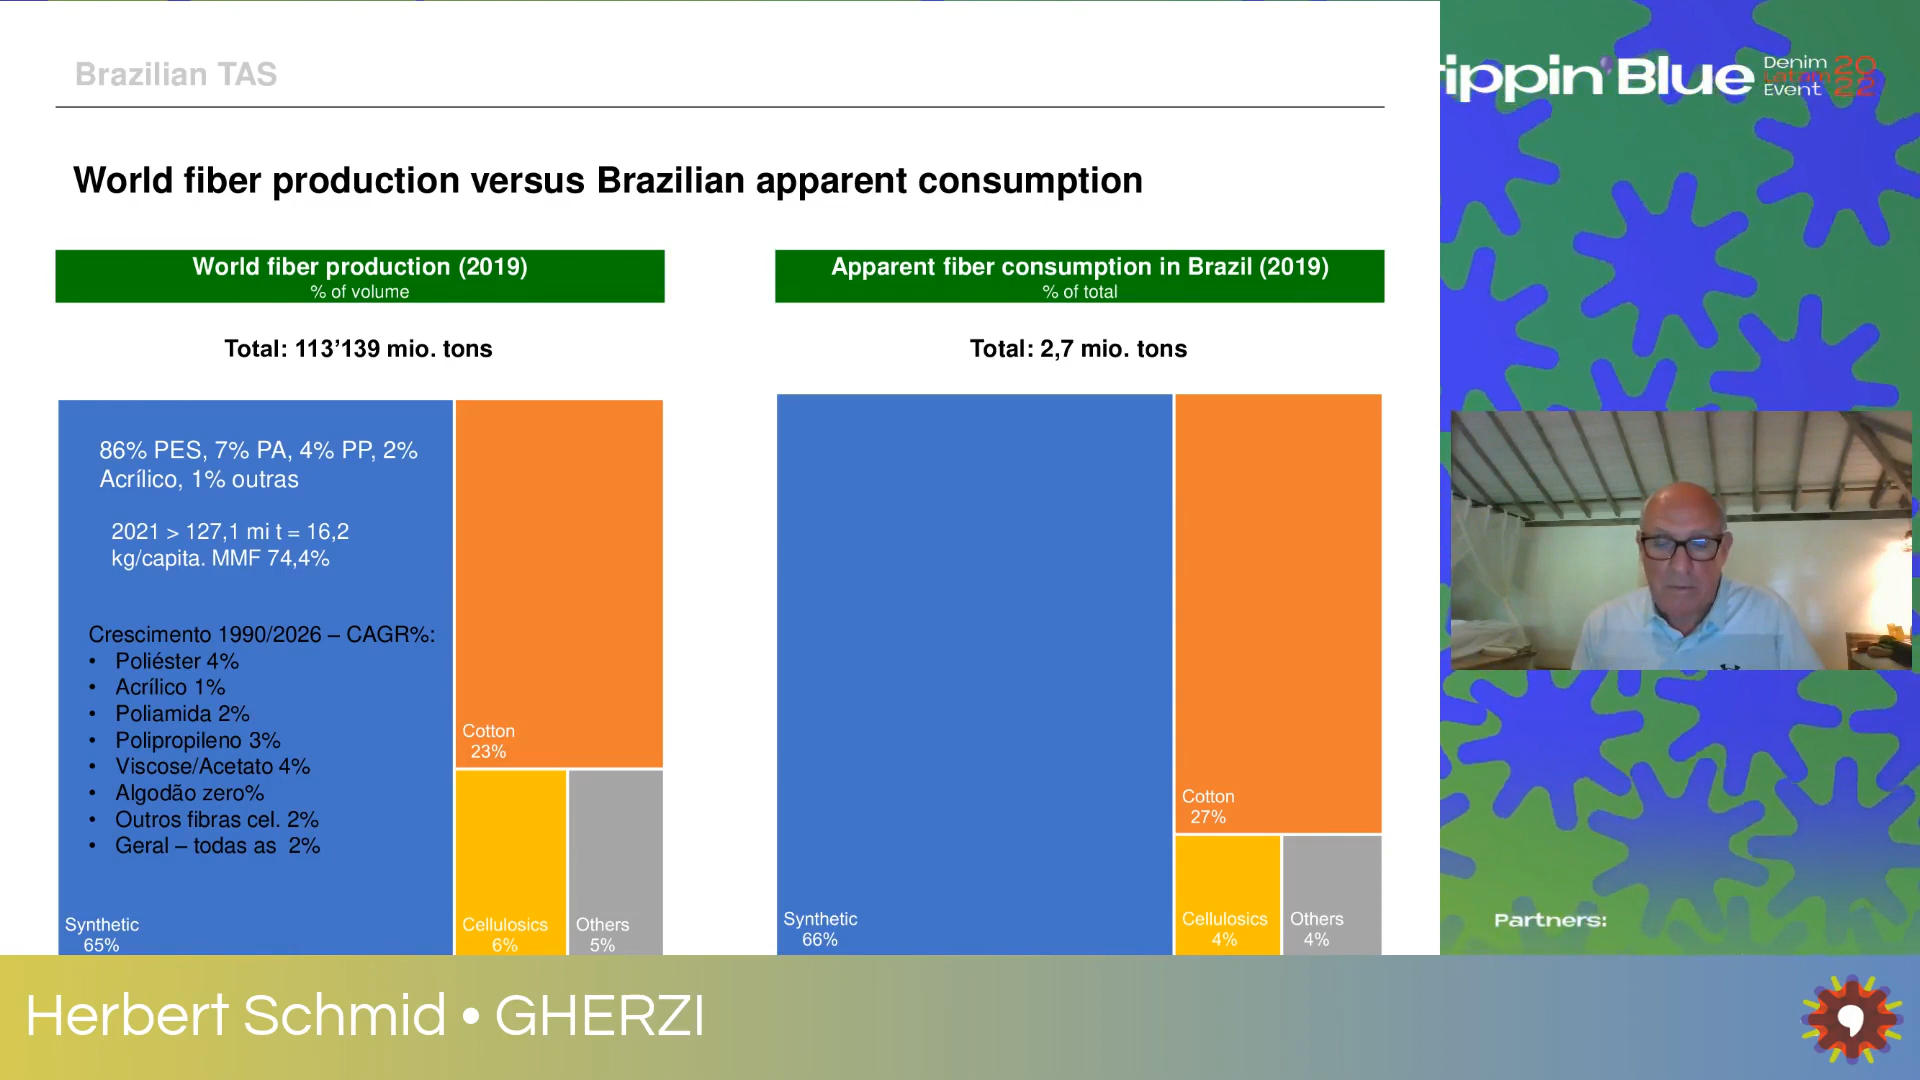 Brazilian TAS
World fiber production versus Brazilian apparent consumption
World fiber production (2019)
% of volume
Total: 113’139 mio. tons
86% PES, 7% PA, 4% PP, 2%
Acrílico, 1% outras
2021 > 127,1 mi t = 16,2
kg/capita. MMF 74,4%
Crescimento 1990/2026 – CAGR%:
• Poliéster 4%
• Acrílico 1%
• Poliamida 2%
• Polipropileno 3%
• Viscose/Acetato 4%
• Algodão zero%
• Outros fibras cel. 2%
• Geral – todas as 2%
Synthetic
65%
Cotton
23%
Cellulosics
6%
Others
5%
Apparent fiber consumption in Brazil (2019)
% of total
Total: 2,7 mio. tons
Synthetic
66%
Cotton
27%
Cellulosics
4%
Others
4%
rippin' Blue
Denim
Latam
Event
20
22
Partners:
Herbert Schmid • GHERZI